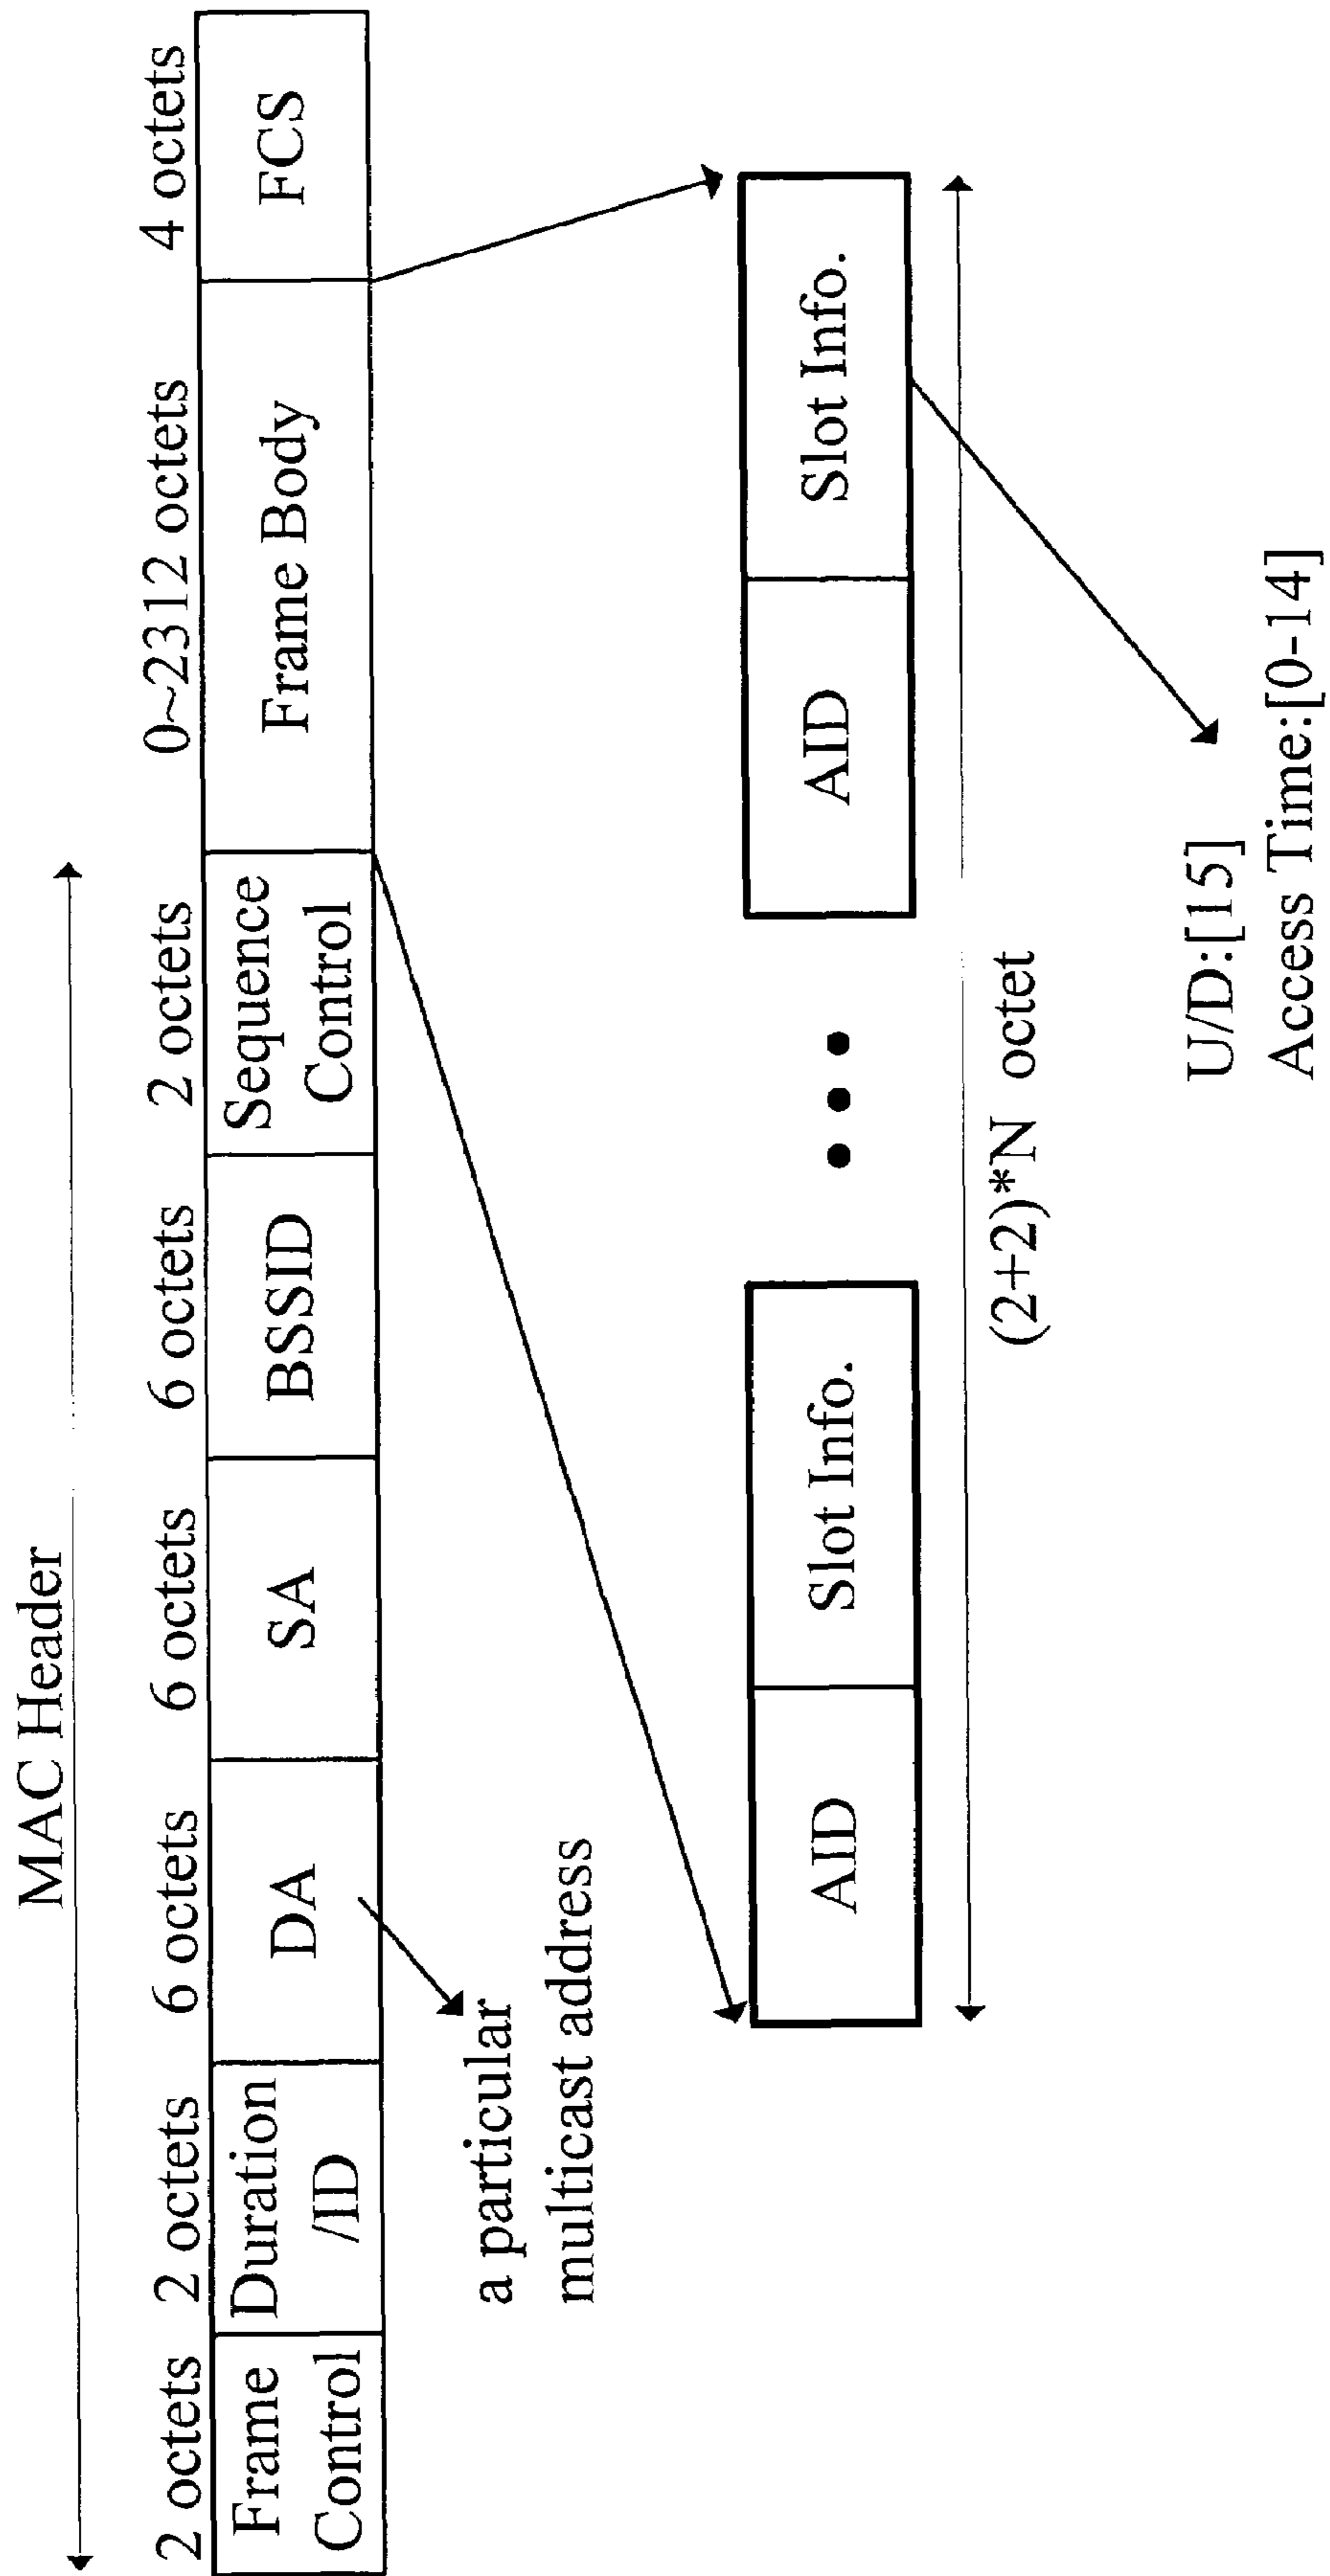 MAC Header
2 octets
2 octets
6 octets
6 octets
6 octets
2 octets
0~2312 octets
4 octets
Frame
Control
Duration
/ID
DA
SA
BSSID
Sequence
Control
Frame Body
FCS
a particular
multicast address
AID
Slot Info.
•••
AID
Slot Info.
(2+2)*N octet
U/D:[15]
Access Time:[0-14]